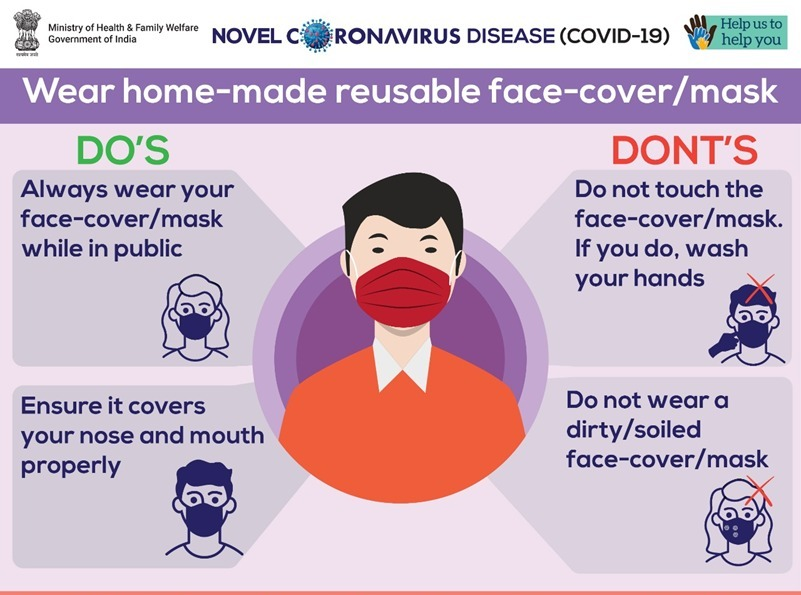 Ministry of Health & Family Welfare
Government of India
NOVEL CORONAVIRUS DISEASE (COVID-19)
Help us to
help you
Wear home-made reusable face-cover/mask
DO'S
Always wear your
face-cover/mask
while in public
Ensure it covers
your nose and mouth
properly
DONT'S
Do not touch the
face-cover/mask.
If you do, wash
your hands
Do not wear a
dirty/soiled
face-cover/mask